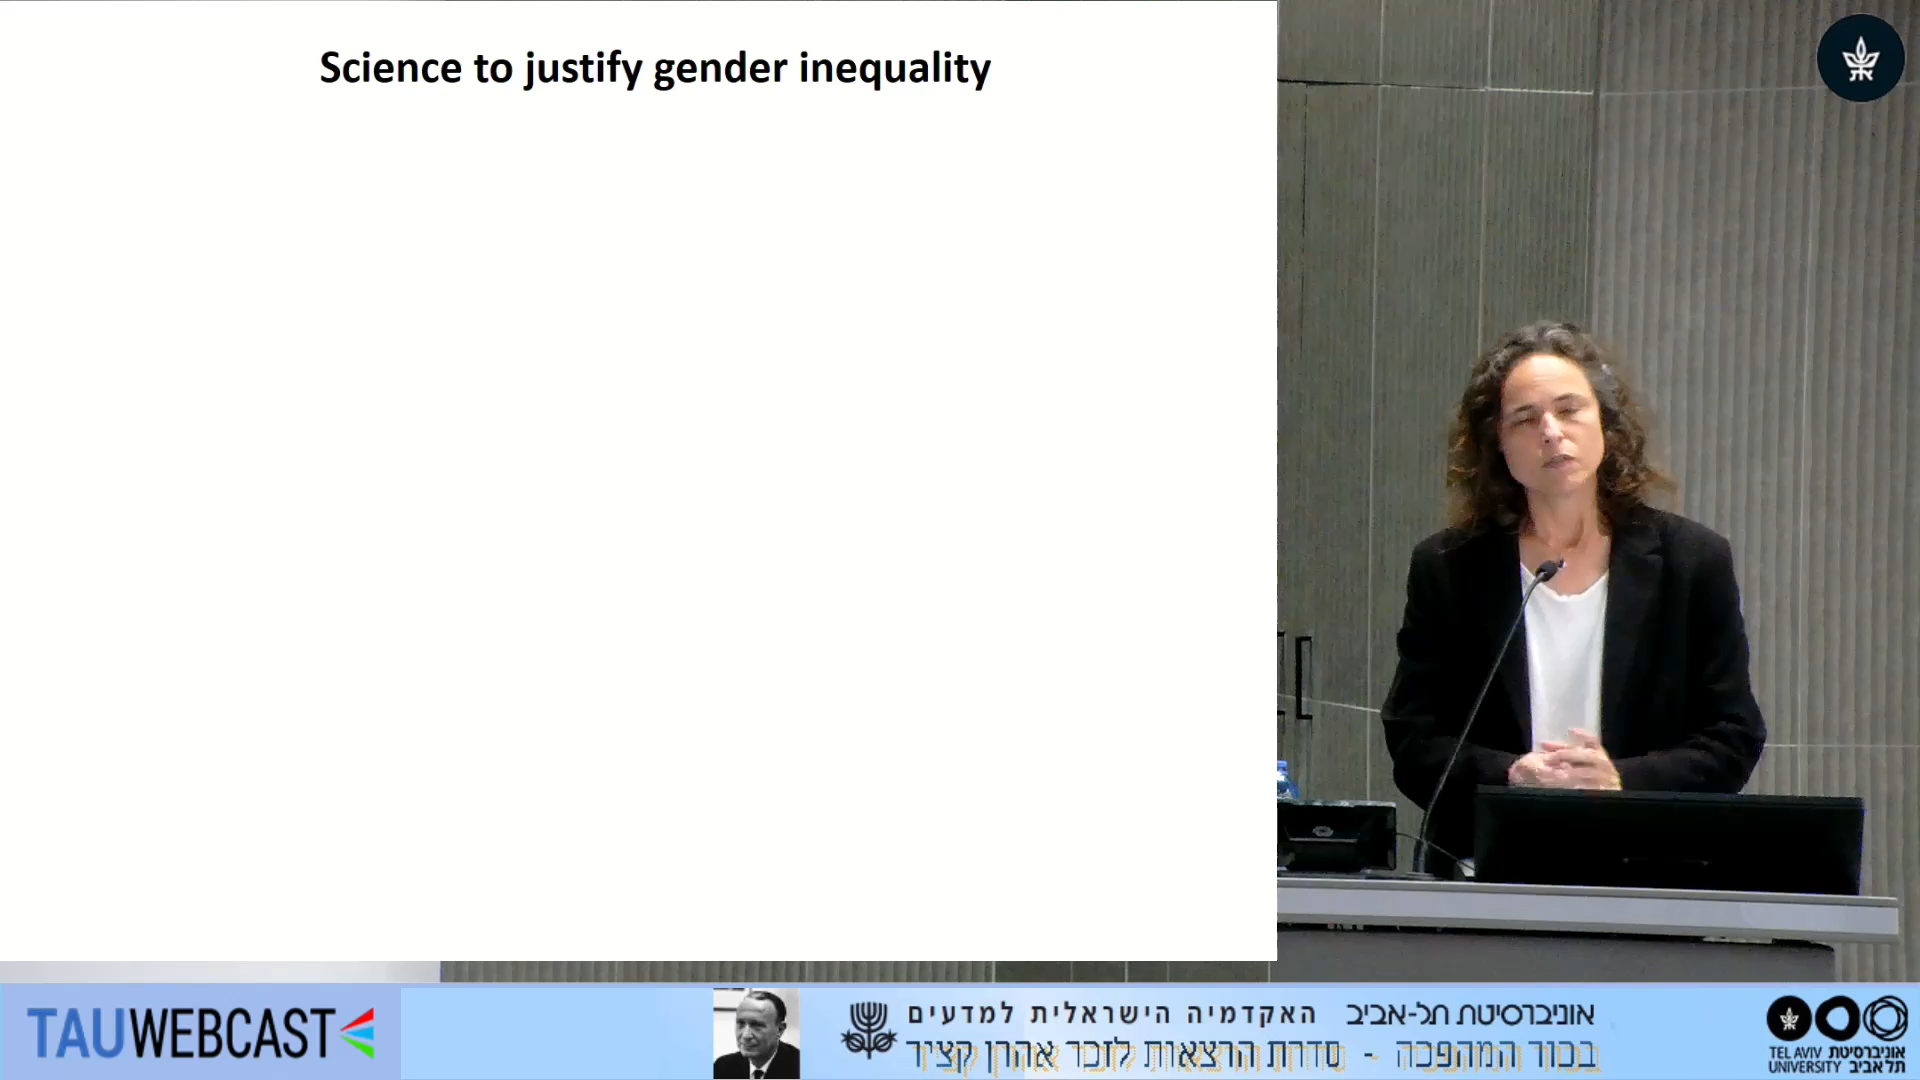 Science to justify gender inequality
TAUWEBCAST
האקדמיה הישראלית למדעים
אוניברסיטת תל-אביב
בכור המהפכה - סדרת הרצאות לזכר אהרן קציר
TEL AVIV אוניברסיטת
UNIVERSITY תל אביב